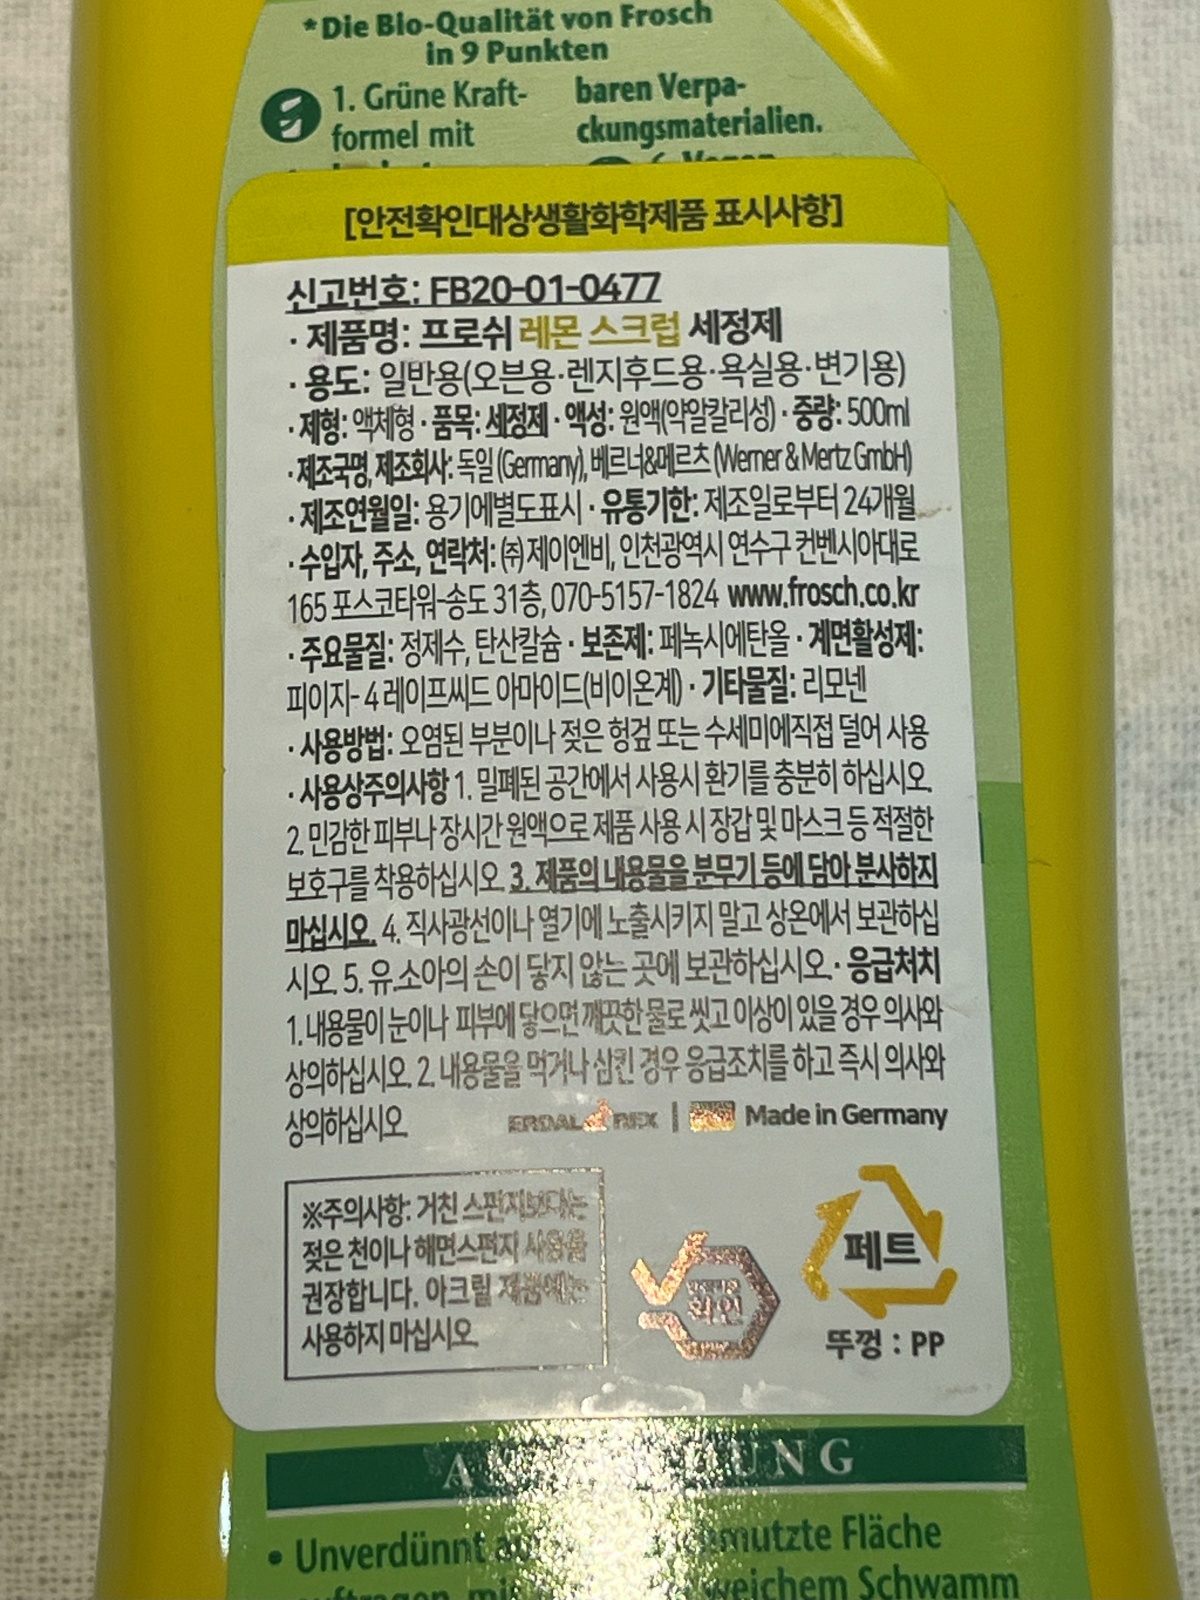 *Die Bio-Qualität von Frosch
in 9 Punkten
1. Grüne Kraft-
formel mit
baren Verpa-
ckungsmaterialien.
[안전확인대상생활화학제품 표시사항]
신고번호: FB20-01-0477
· 제품명: 프로쉬 레몬 스크럽 세정제
· 용도: 일반용(오븐용·렌지후드용·욕실용·변기용)
· 제형: 액체형 · 품목: 세정제 · 액성: 원액(약알칼리성) · 중량: 500ml
· 제조국명, 제조회사: 독일 (Germany), 베르너&메르츠 (Werner & Mertz GmbH)
· 제조연월일: 용기에별도표시 · 유통기한: 제조일로부터 24개월
· 수입자, 주소, 연락처: ㈜ 제이엔비, 인천광역시 연수구 컨벤시아대로
165 포스코타워-송도 31층, 070-5157-1824 www.frosch.co.kr
· 주요물질: 정제수, 탄산칼슘 · 보존제: 페녹시에탄올 · 계면활성제:
피이지- 4 레이프씨드 아마이드(비이온계) · 기타물질: 리모넨
· 사용방법: 오염된 부분이나 젖은 헝겊 또는 수세미에직접 덜어 사용
· 사용상주의사항 1. 밀폐된 공간에서 사용시 환기를 충분히 하십시오.
2. 민감한 피부나 장시간 원액으로 제품 사용 시 장갑 및 마스크 등 적절한
보호구를 착용하십시오. 3. 제품의 내용물을 분무기 등에 담아 분사하지
마십시오. 4. 직사광선이나 열기에 노출시키지 말고 상온에서 보관하십
시오. 5. 유.소아의 손이 닿지 않는 곳에 보관하십시오. · 응급처치
1. 내용물이 눈이나 피부에 닿으면 깨끗한 물로 씻고 이상이 있을 경우 의사와
상의하십시오. 2. 내용물을 먹거나 삼킨 경우 응급조치를 하고 즉시 의사와
상의하십시오.
ERDAL REX | Made in Germany
※주의사항: 거친 스펀지보다는
젖은 천이나 해면스펀지 사용을
권장합니다. 아크릴 제품에는
사용하지 마십시오.
확인
페트
뚜껑 : PP
• Unverdünnt Fläche
weichem Schwamm